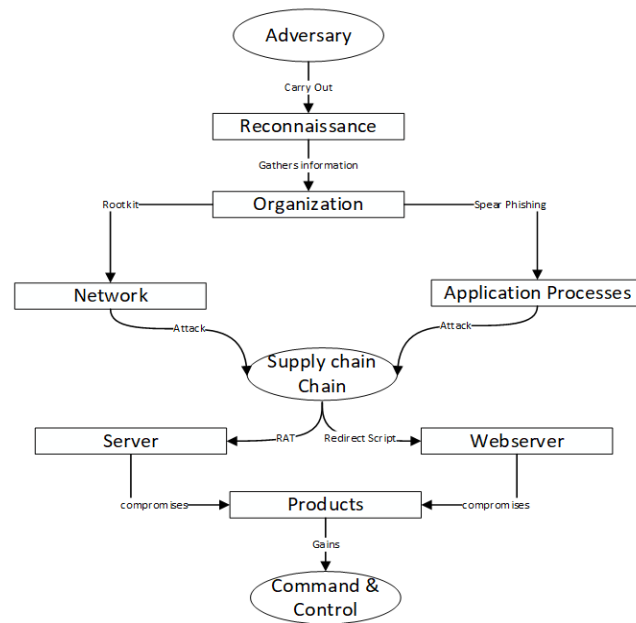 Adversary
Carry Out
Reconnaissance
Gathers information
Organization
Rootkit
Spear Phishing
Network
Application Processes
Attack
Attack
Supply chain
Chain
Server
RAT
Redirect Script
Webserver
compromises
Products
compromises
Gains
Command &
Control